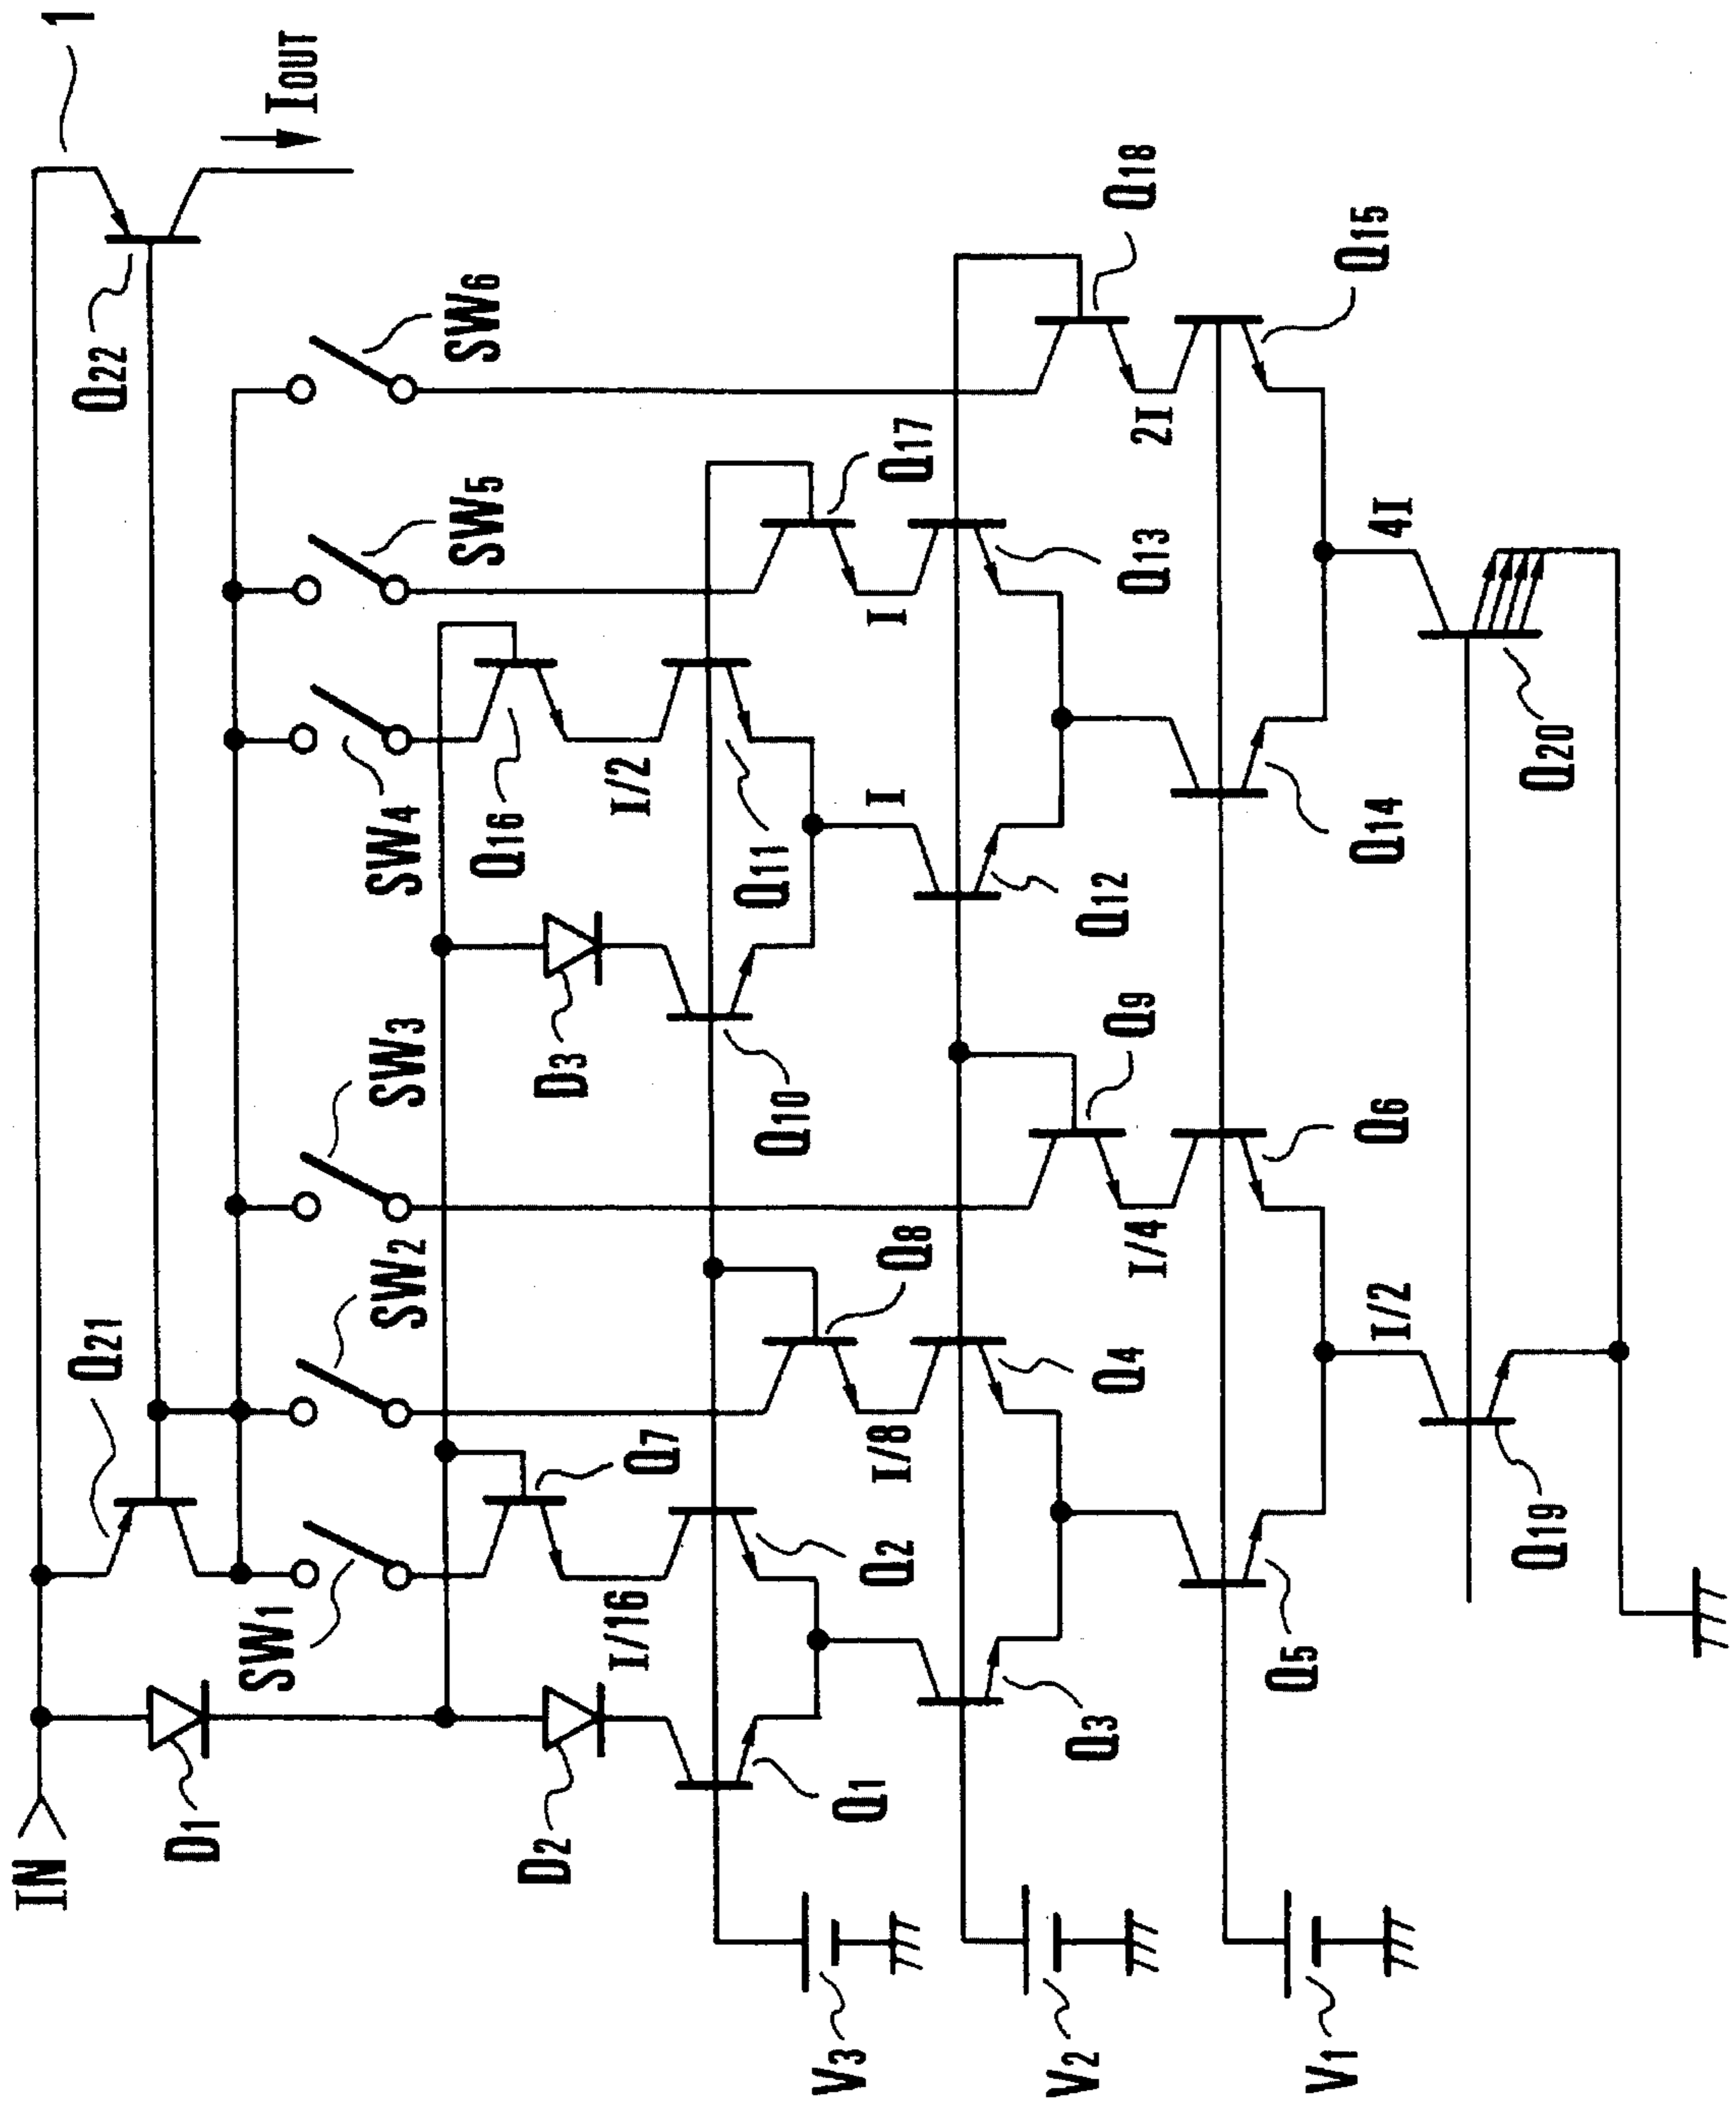 1
IOUT
Q22
SW6
Q18
Q15
2I
SW5
Q17
Q13
I
4I
SW4
Q16
I/2
Q11
I
Q12
Q14
Q20
D3
Q10
SW3
Q9
Q6
I/4
SW2
Q8
Q4
I/8
I/2
Q21
Q7
Q2
Q19
SW1
I/16
Q5
Q3
Q1
IN
D1
D2
V3
V2
V1